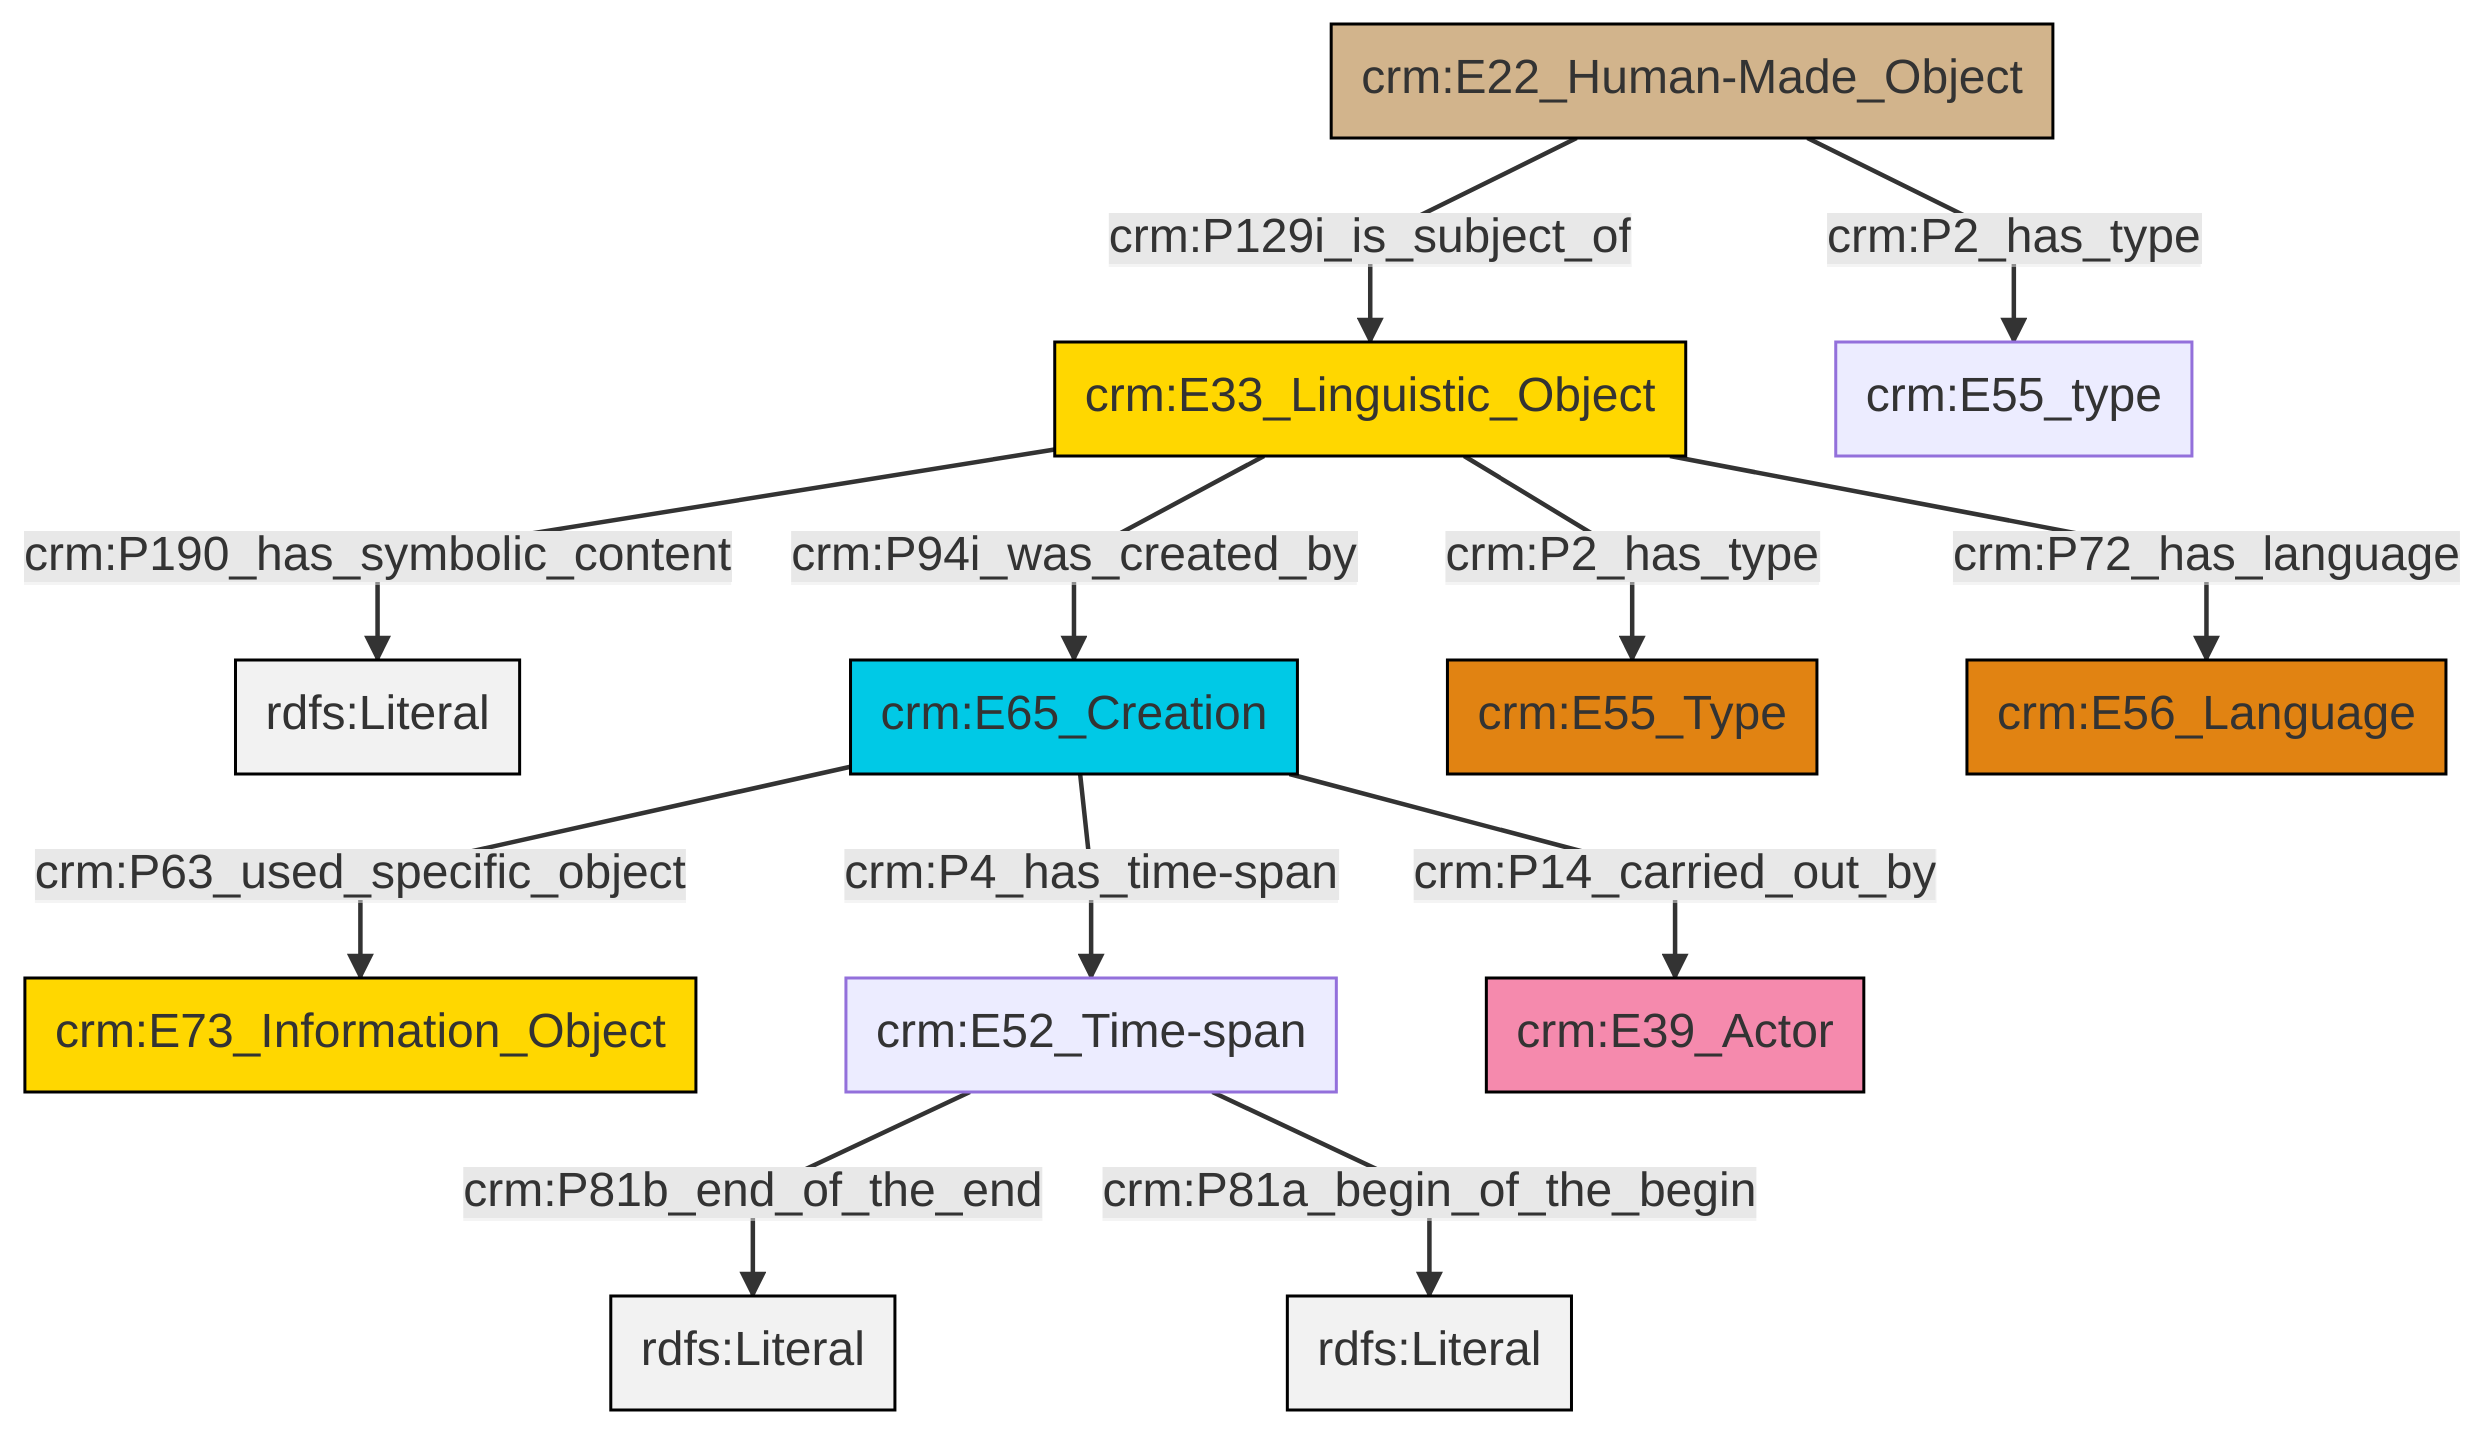 crm:E22_Human-Made_Object
crm:P129i_is_subject_of
crm:P2_has_type
crm:E33_Linguistic_Object
crm:E55_type
crm:P190_has_symbolic_content
crm:P94i_was_created_by
crm:P2_has_type
crm:P72_has_language
rdfs:Literal
crm:E65_Creation
crm:E55_Type
crm:E56_Language
crm:P63_used_specific_object
crm:P4_has_time-span
crm:P14_carried_out_by
crm:E73_Information_Object
crm:E52_Time-span
crm:E39_Actor
crm:P81b_end_of_the_end
crm:P81a_begin_of_the_begin
rdfs:Literal
rdfs:Literal